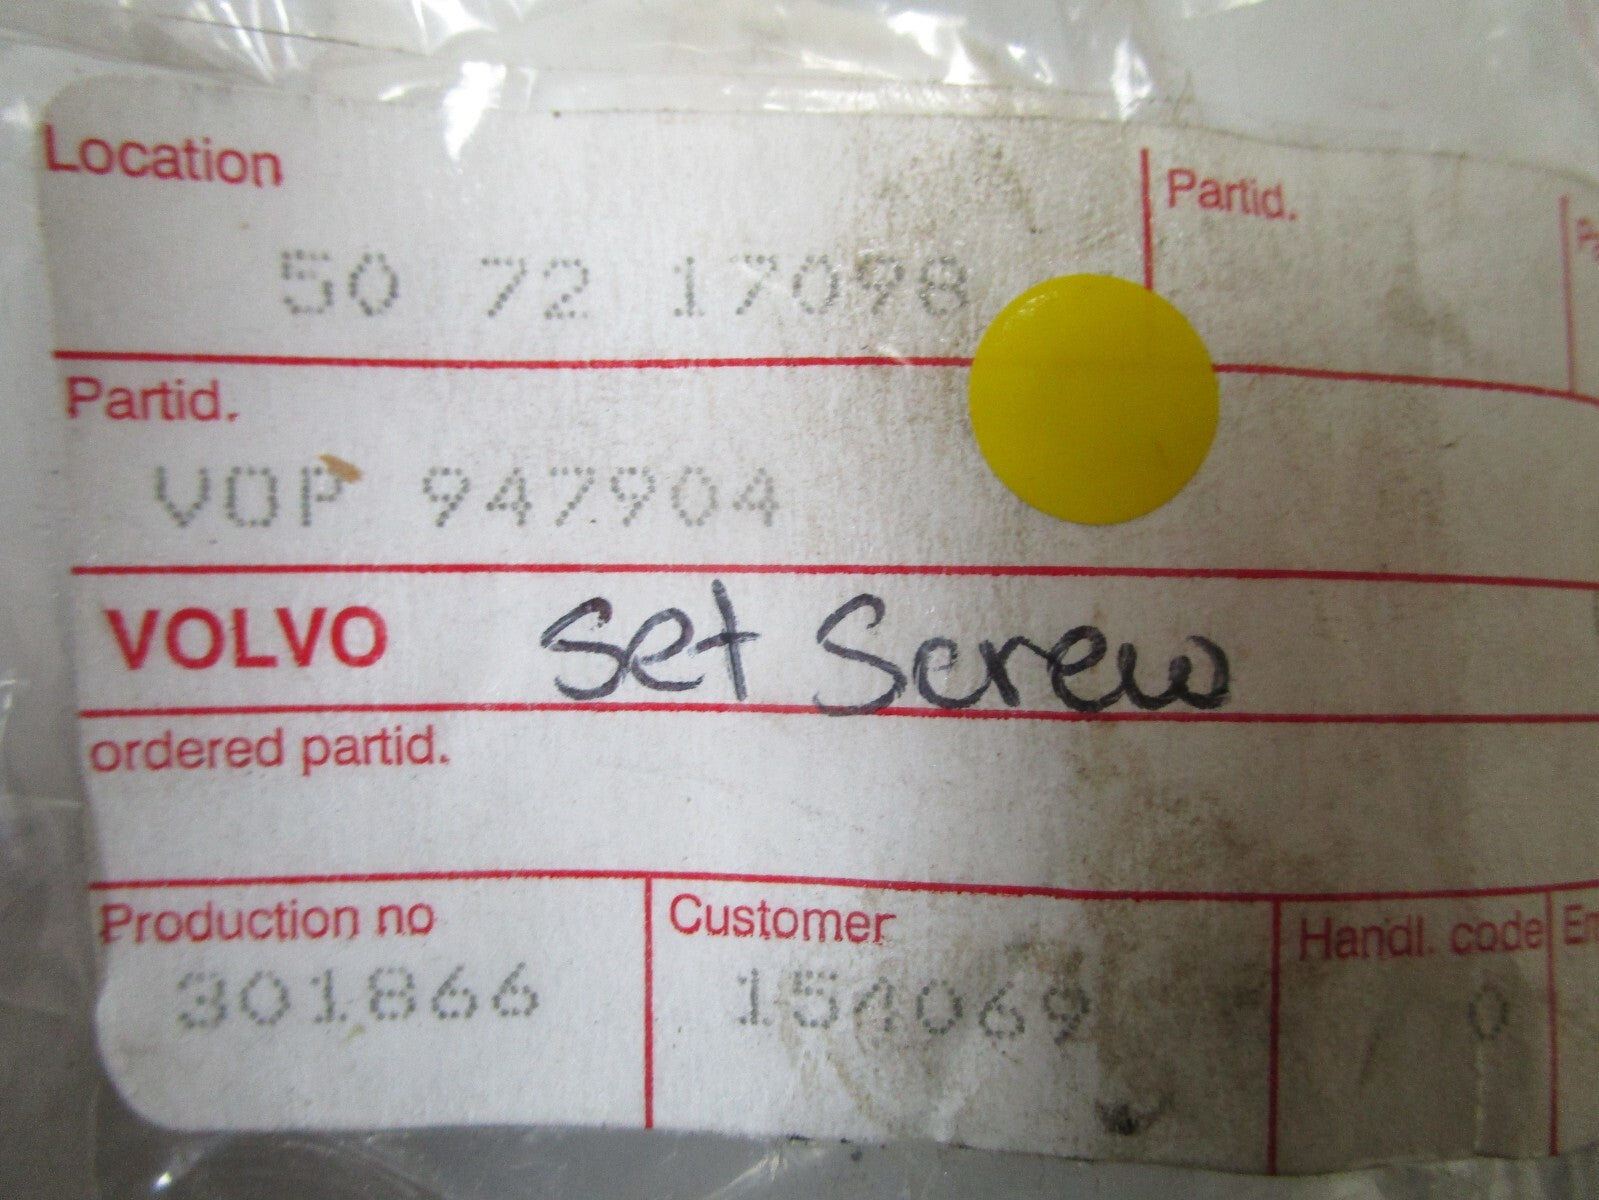 Location Partid.
50 72 17098
Partid.
VOP 947904
VOLVO Set Screw
ordered partid.
Production no Customer Handl. code
301866 154069 0